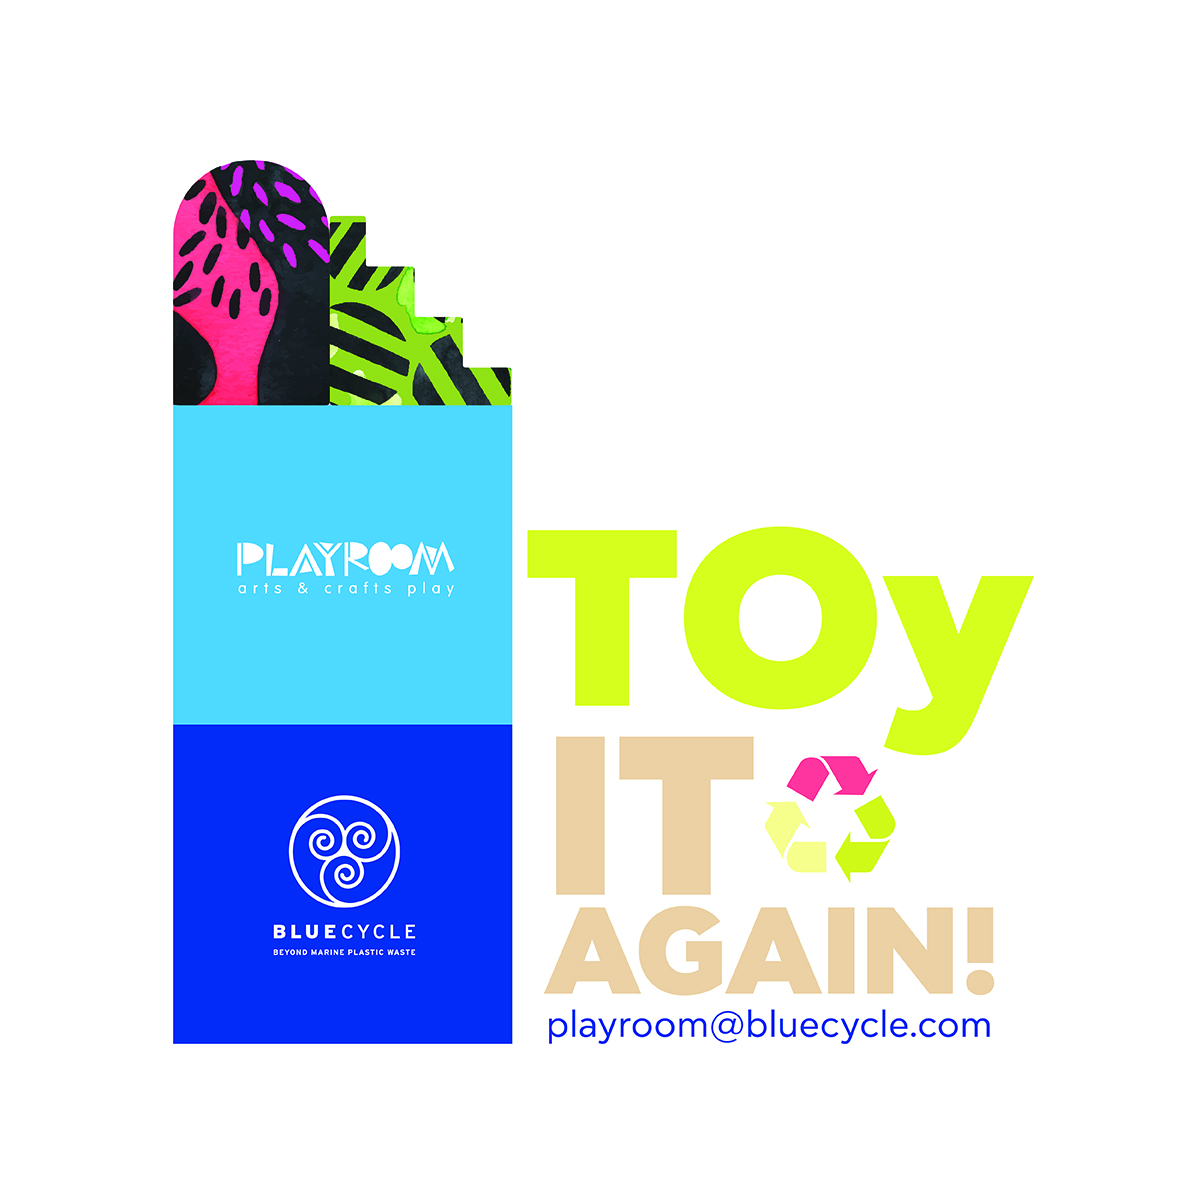 PLAYROOM
arts & crafts play
BLUECYCLE
BEYOND MARINE PLASTIC WASTE
TOy
IT
AGAIN!
playroom@bluecycle.com